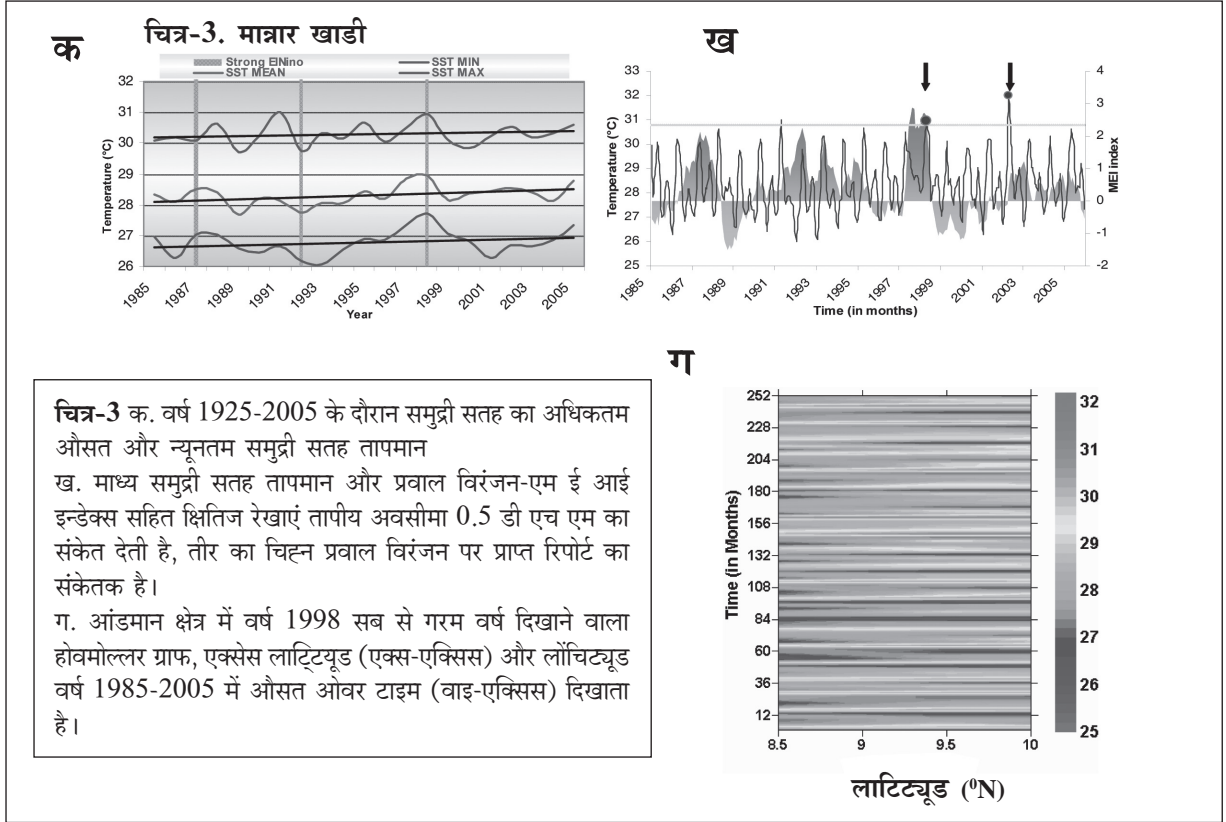 क
चित्र-3. मान्नार खाडी
Strong ElNino
SST MIN
SST MEAN
SST MAX
32
31
30
29
28
27
26
Temperature (°C)
1985
1987
1989
1991
1993
1995
1997
1999
2001
2003
2005
Year
ख
33
32
31
30
29
28
27
26
25
Temperature (°C)
4
3
2
1
0
-1
-2
MEI index
1985
1987
1989
1991
1993
1995
1997
1999
2001
2003
2005
Time (in months)
चित्र-3 क. वर्ष 1925-2005 के दौरान समुद्री सतह का अधिकतम
औसत और न्यूनतम समुद्री सतह तापमान
ख. माध्य समुद्री सतह तापमान और प्रवाल विरंजन-एम ई आई
इन्डेक्स सहित क्षितिज रेखाएं तापीय अवसीमा 0.5 डी एच एम का
संकेत देती है, तीर का चिह्न प्रवाल विरंजन पर प्राप्त रिपोर्ट का
संकेतक है।
ग. आंडमान क्षेत्र में वर्ष 1998 सब से गरम वर्ष दिखाने वाला
होवमोल्लर ग्राफ, एक्सेस लाट्टियूड (एक्स-एक्सिस) और लोंचिट्यूड
वर्ष 1985-2005 में औसत ओवर टाइम (वाइ-एक्सिस) दिखाता
है।
ग
252
228
204
180
156
132
108
84
60
36
12
Time (in Months)
8.5
9
9.5
10
32
31
30
29
28
27
26
25
लाटिट्यूड (⁰N)